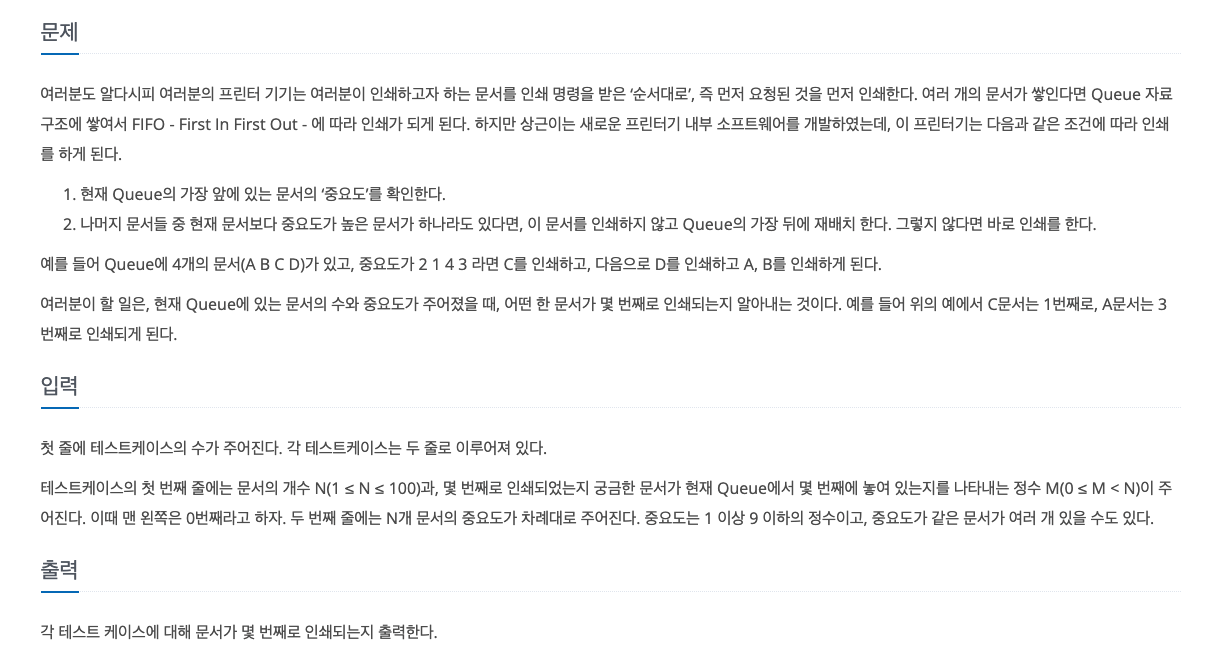 문제
여러분도 알다시피 여러분의 프린터 기기는 여러분이 인쇄하고자 하는 문서를 인쇄 명령을 받은 ‘순서대로’, 즉 먼저 요청된 것을 먼저 인쇄한다. 여러 개의 문서가 쌓인다면 Queue 자료
구조에 쌓여서 FIFO - First In First Out - 에 따라 인쇄가 되게 된다. 하지만 상근이는 새로운 프린터기 내부 소프트웨어를 개발하였는데, 이 프린터기는 다음과 같은 조건에 따라 인쇄
를 하게 된다.
1. 현재 Queue의 가장 앞에 있는 문서의 ‘중요도’를 확인한다.
2. 나머지 문서들 중 현재 문서보다 중요도가 높은 문서가 하나라도 있다면, 이 문서를 인쇄하지 않고 Queue의 가장 뒤에 재배치 한다. 그렇지 않다면 바로 인쇄를 한다.
예를 들어 Queue에 4개의 문서(A B C D)가 있고, 중요도가 2 1 4 3 라면 C를 인쇄하고, 다음으로 D를 인쇄하고 A, B를 인쇄하게 된다.
여러분이 할 일은, 현재 Queue에 있는 문서의 수와 중요도가 주어졌을 때, 어떤 한 문서가 몇 번째로 인쇄되는지 알아내는 것이다. 예를 들어 위의 예에서 C문서는 1번째로, A문서는 3
번째로 인쇄되게 된다.
입력
첫 줄에 테스트케이스의 수가 주어진다. 각 테스트케이스는 두 줄로 이루어져 있다.
테스트케이스의 첫 번째 줄에는 문서의 개수 N(1 ≤ N ≤ 100)과, 몇 번째로 인쇄되었는지 궁금한 문서가 현재 Queue에서 몇 번째에 놓여 있는지를 나타내는 정수 M(0 ≤ M < N)이 주
어진다. 이때 맨 왼쪽은 0번째라고 하자. 두 번째 줄에는 N개 문서의 중요도가 차례대로 주어진다. 중요도는 1 이상 9 이하의 정수이고, 중요도가 같은 문서가 여러 개 있을 수도 있다.
출력
각 테스트 케이스에 대해 문서가 몇 번째로 인쇄되는지 출력한다.